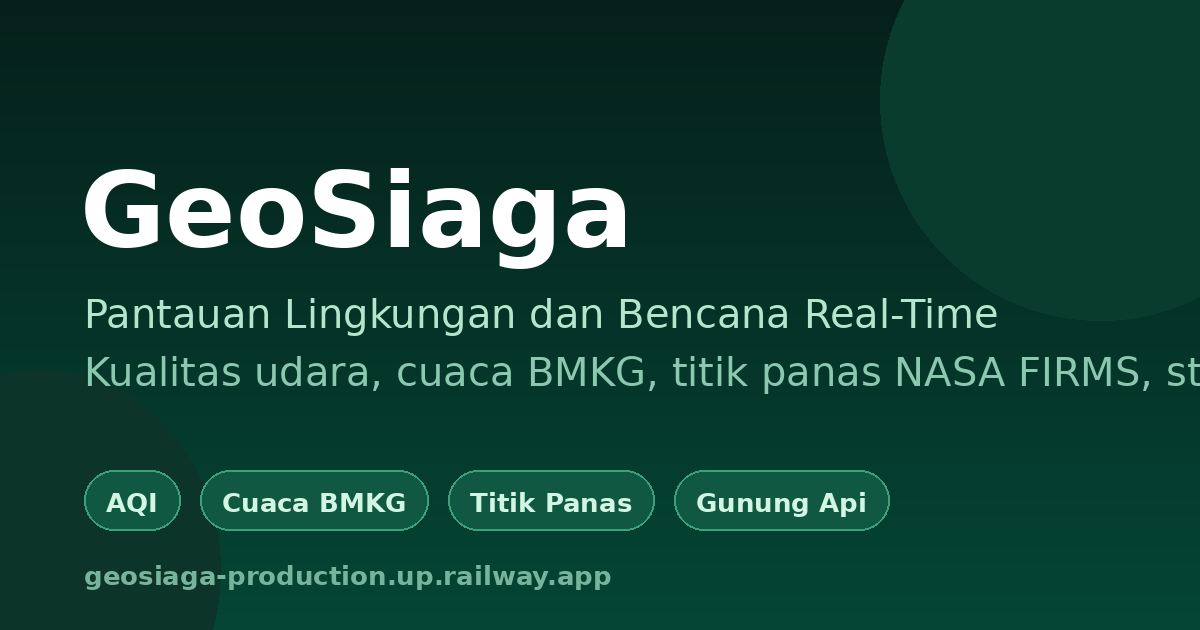 GeoSiaga
Pantauan Lingkungan dan Bencana Real-Time
Kualitas udara, cuaca BMKG, titik panas NASA FIRMS, st
AQI
Cuaca BMKG
Titik Panas
Gunung Api
geosiaga-production.up.railway.app